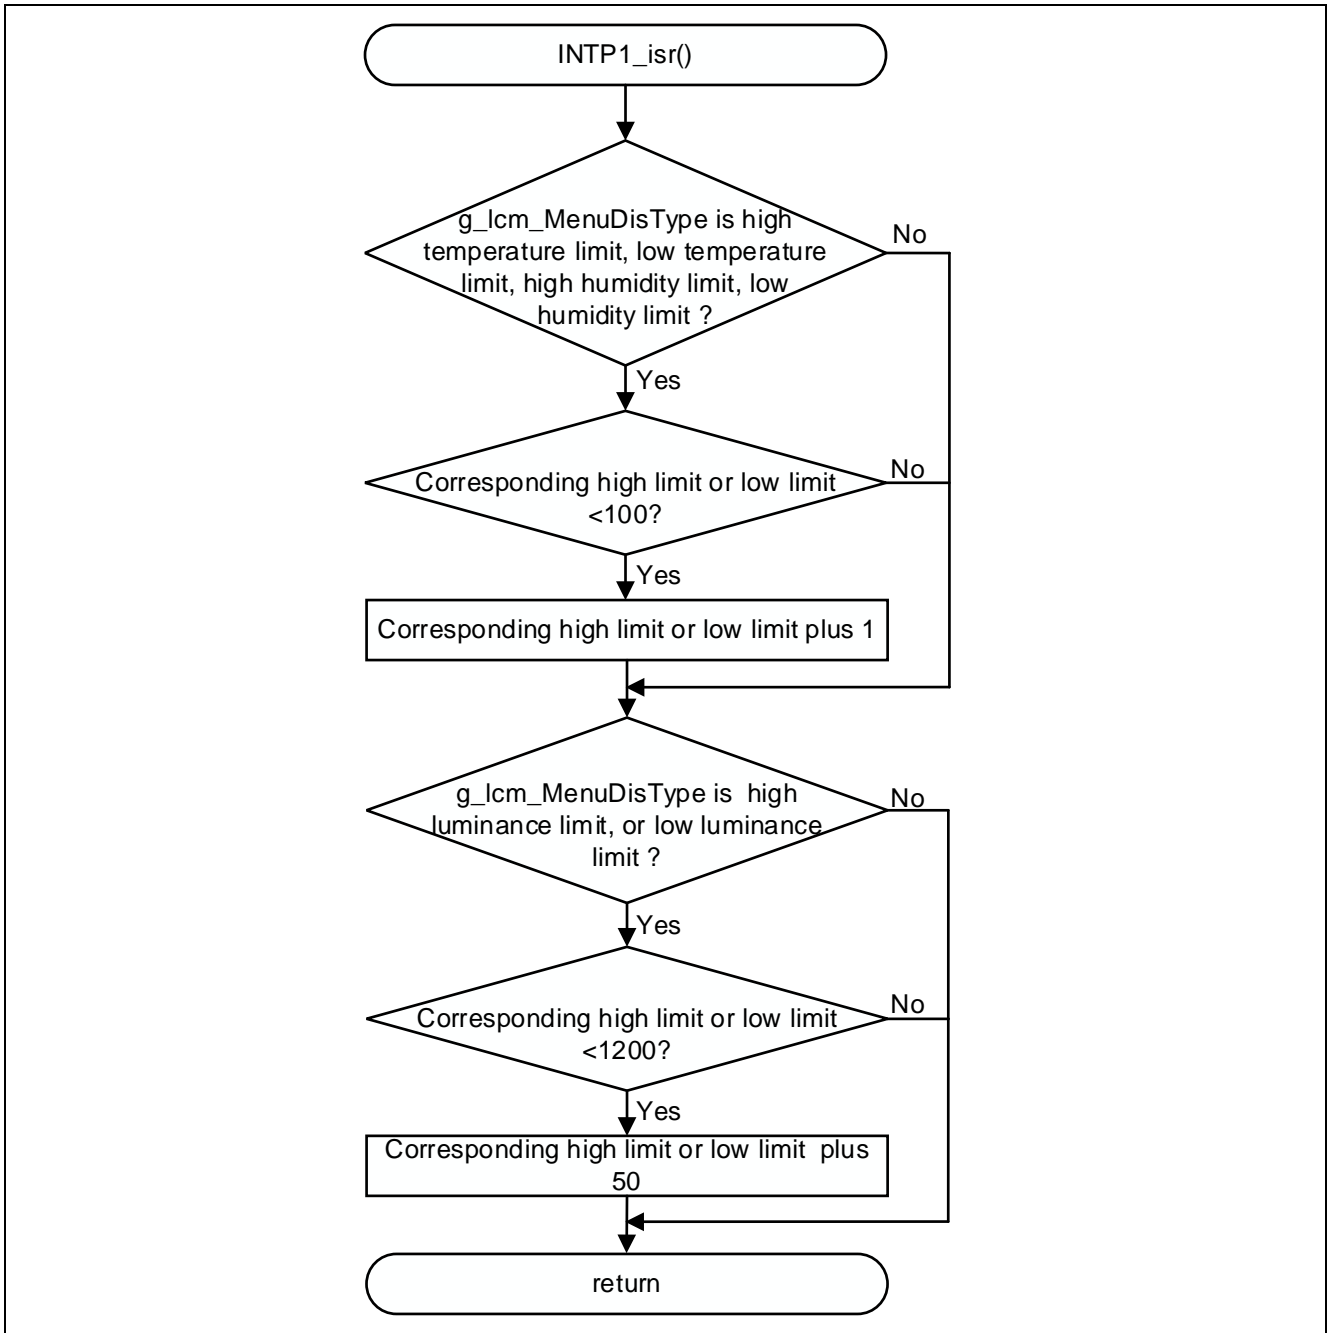 INTP1_isr()
g_lcm_MenuDisType is high
temperature limit, low temperature
limit, high humidity limit, low
humidity limit ?
No
Yes
Corresponding high limit or low limit
<100?
No
Yes
Corresponding high limit or low limit plus 1
g_lcm_MenuDisType is  high
luminance limit, or low luminance
limit ?
No
Yes
Corresponding high limit or low limit
<1200?
No
Yes
Corresponding high limit or low limit  plus
50
return